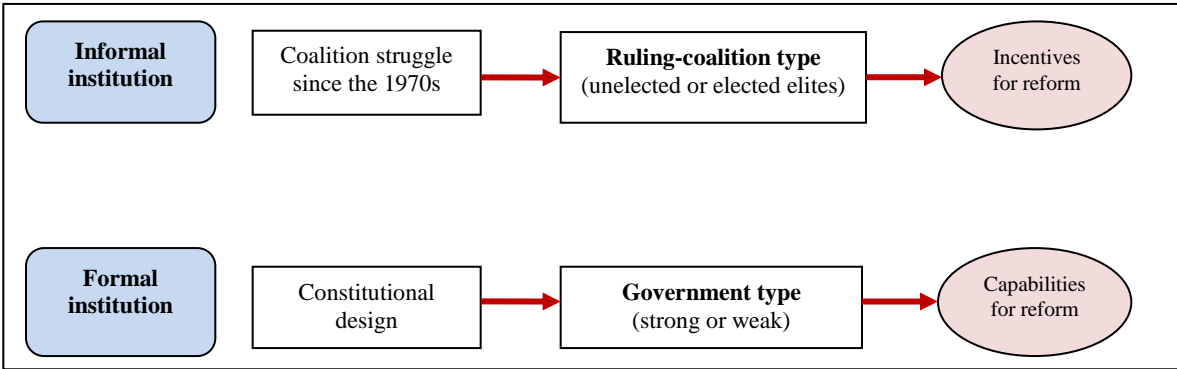 Informal
institution
Coalition struggle
since the 1970s
Ruling-coalition type
(unelected or elected elites)
Incentives
for reform
Formal
institution
Constitutional
design
Government type
(strong or weak)
Capabilities
for reform